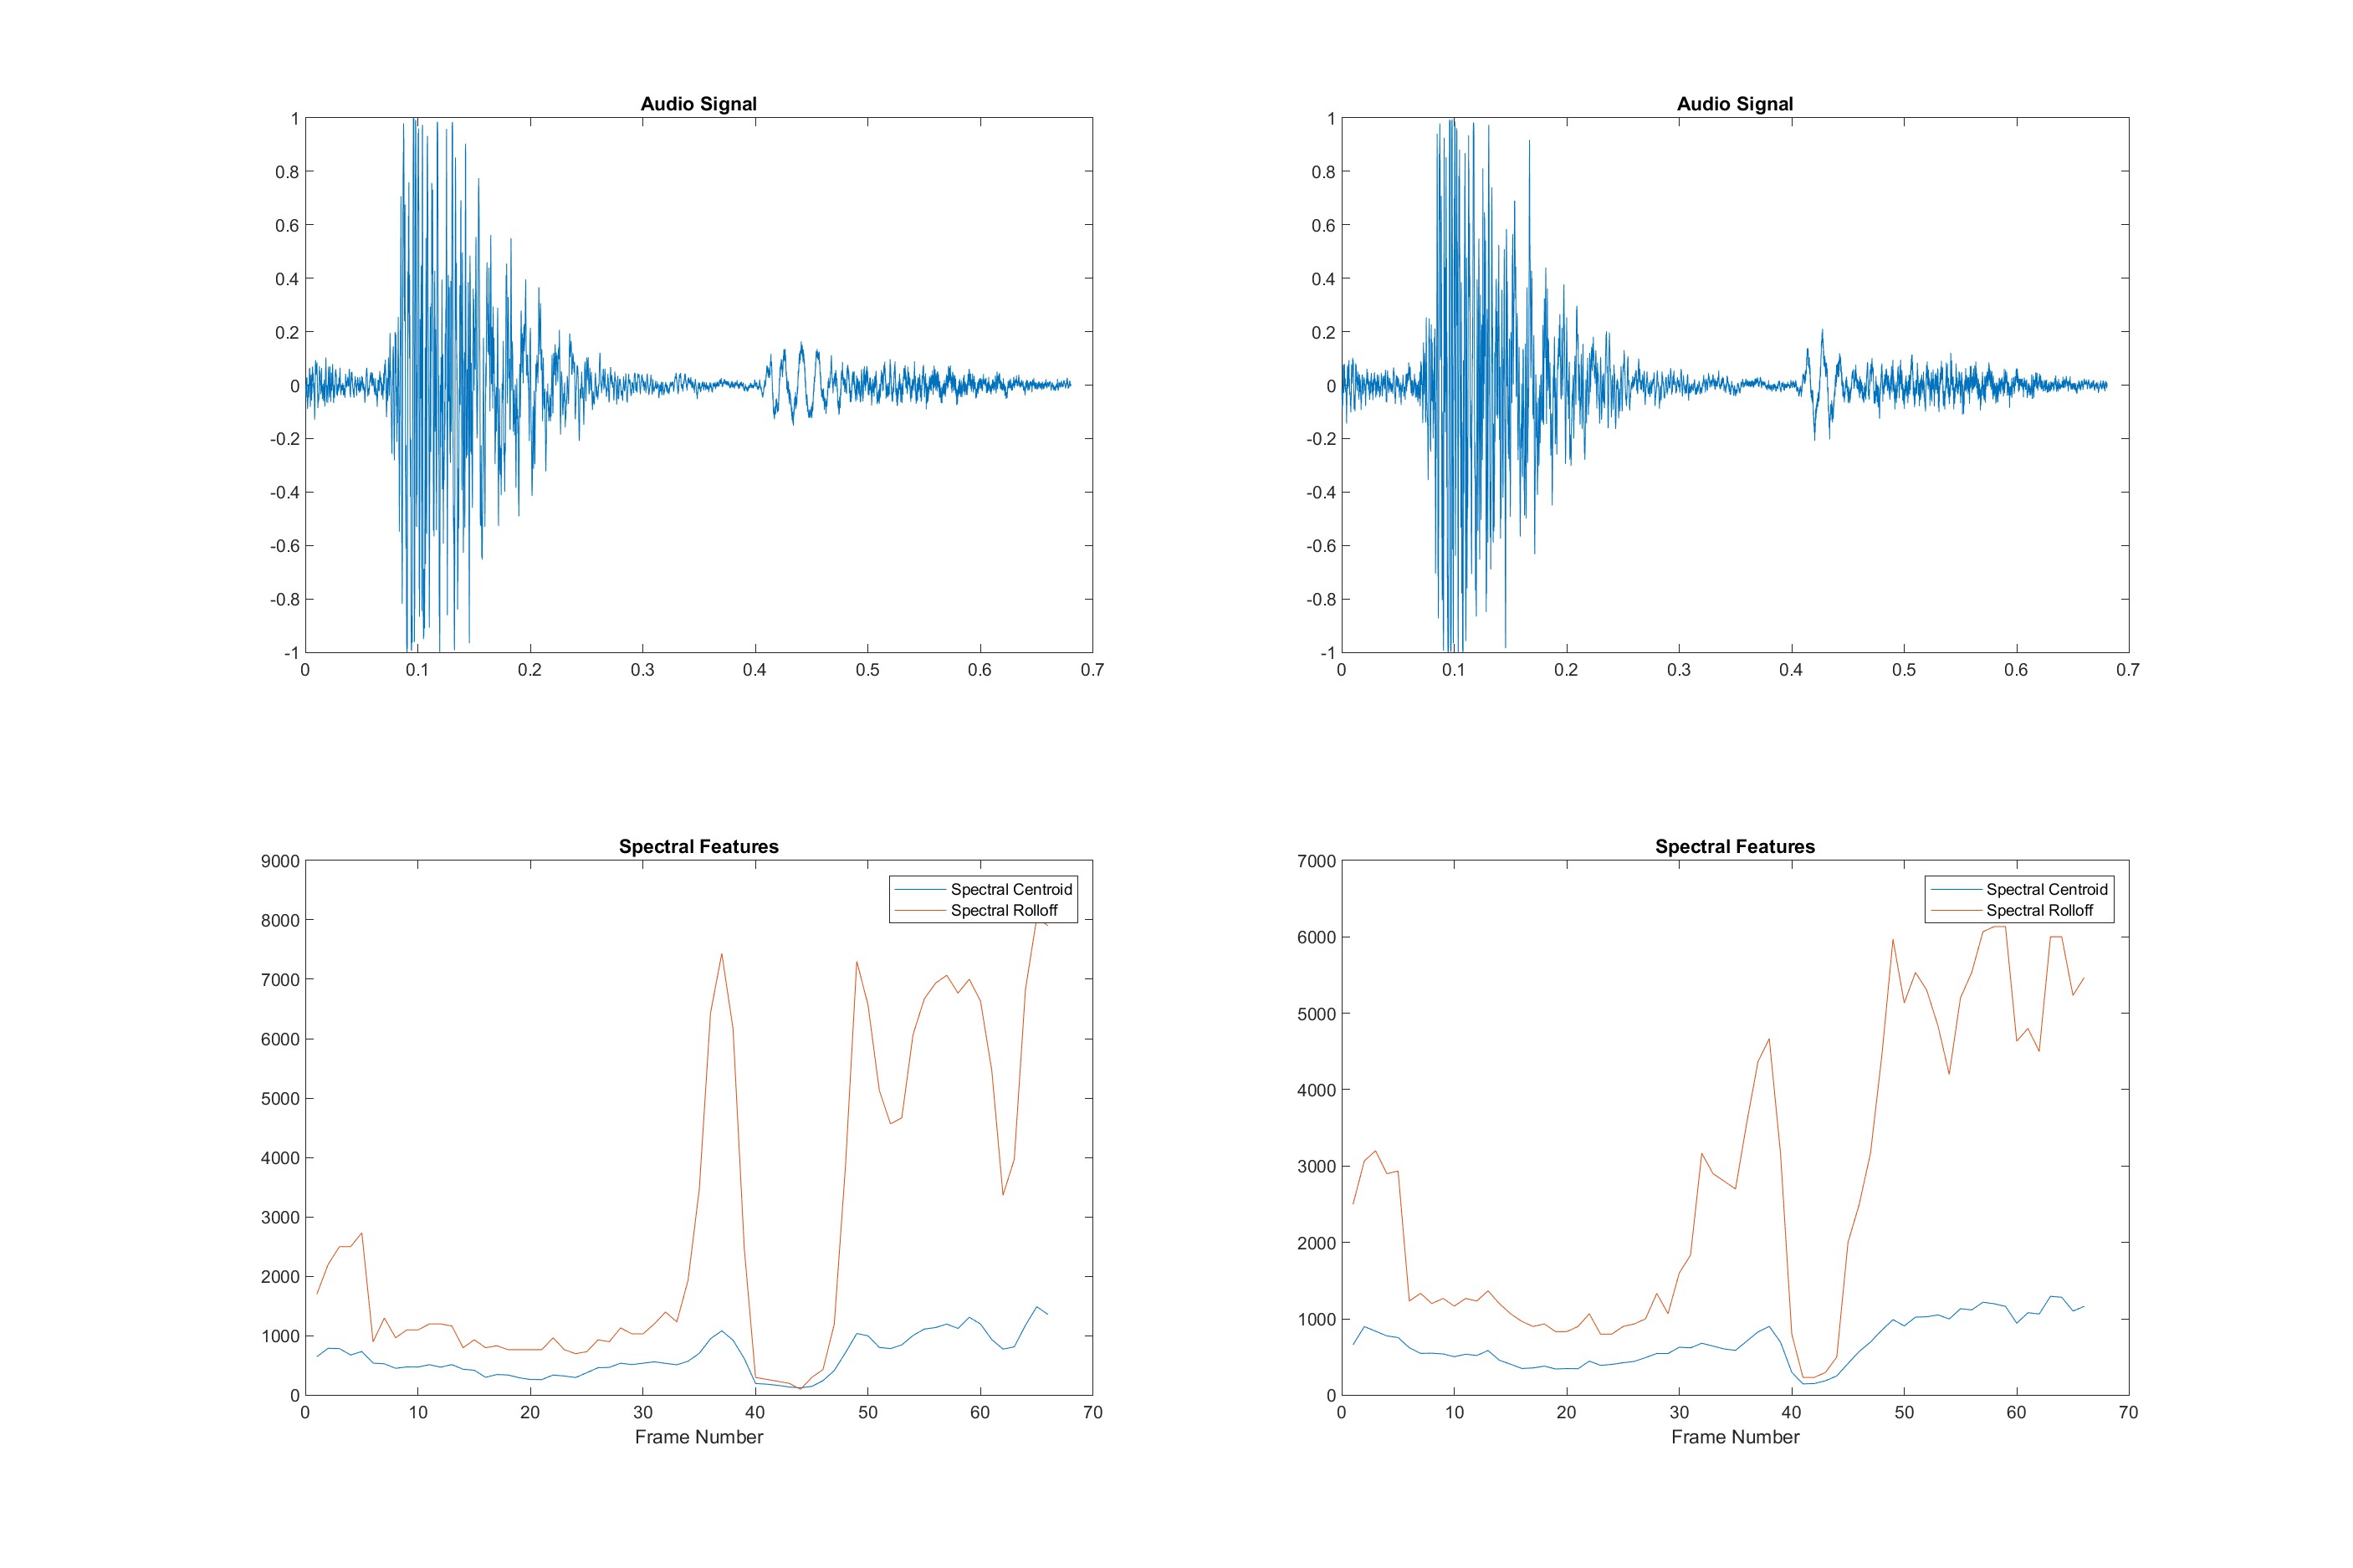 Audio Signal
1
0.8
0.6
0.4
0.2
0
-0.2
-0.4
-0.6
-0.8
-1
0 0.1 0.2 0.3 0.4 0.5 0.6 0.7
Audio Signal
1
0.8
0.6
0.4
0.2
0
-0.2
-0.4
-0.6
-0.8
-1
0 0.1 0.2 0.3 0.4 0.5 0.6 0.7
Spectral Features
9000
8000
7000
6000
5000
4000
3000
2000
1000
0
Spectral Centroid
Spectral Rolloff
0 10 20 30 40 50 60 70
Frame Number
Spectral Features
7000
6000
5000
4000
3000
2000
1000
0
Spectral Centroid
Spectral Rolloff
0 10 20 30 40 50 60 70
Frame Number